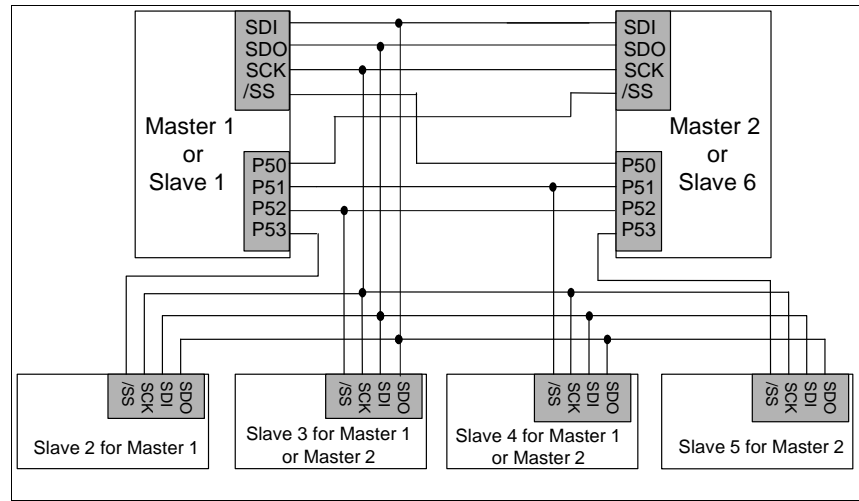 SDI
SDO
SCK
/SS
Master 1
or
Slave 1
P50
P51
P52
P53
SDI
SDO
SCK
/SS
Master 2
or
Slave 6
P50
P51
P52
P53
/SS
SCK
SDI
SDO
Slave 2 for Master 1
/SS
SCK
SDI
SDO
Slave 3 for Master 1
or Master 2
/SS
SCK
SDI
SDO
Slave 4 for Master 1
or Master 2
/SS
SCK
SDI
SDO
Slave 5 for Master 2